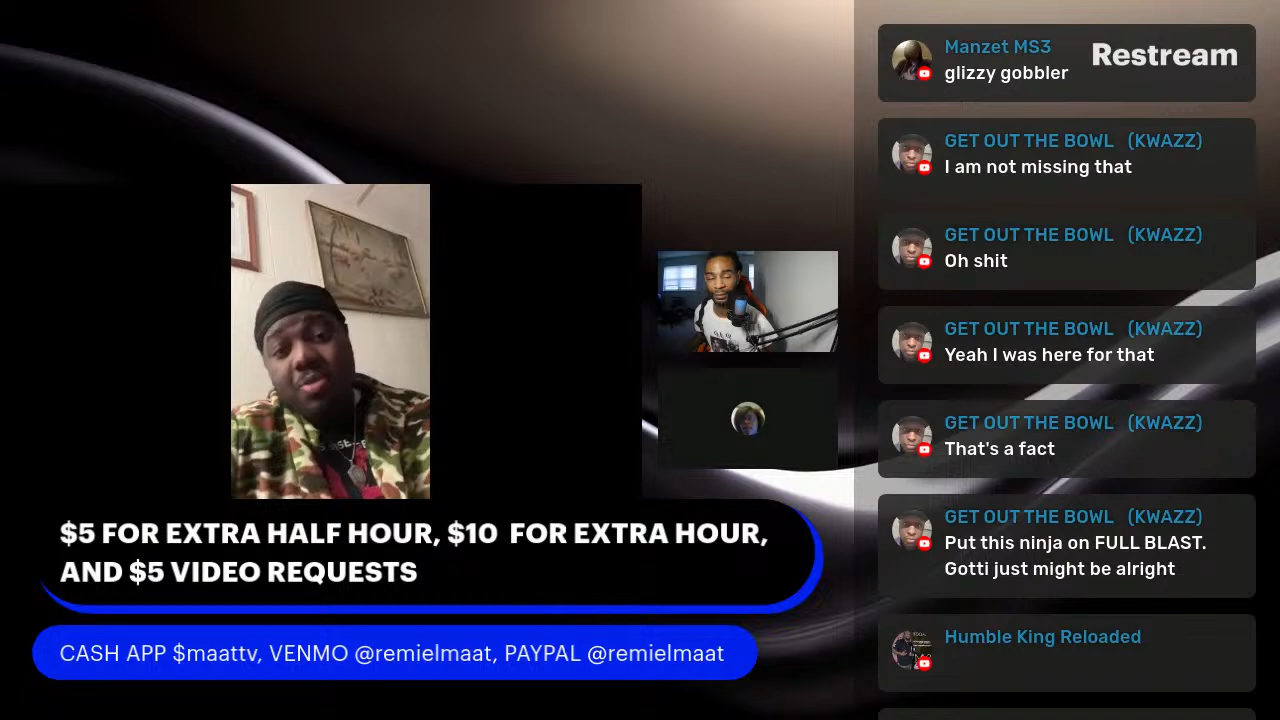 Manzet MS3
Restream
glizzy gobbler
GET OUT THE BOWL (KWAZZ)
I am not missing that
GET OUT THE BOWL (KWAZZ)
Oh shit
GET OUT THE BOWL (KWAZZ)
Yeah I was here for that
GET OUT THE BOWL (KWAZZ)
That's a fact
GET OUT THE BOWL (KWAZZ)
Put this ninja on FULL BLAST.
Gotti just might be alright
Humble King Reloaded
$5 FOR EXTRA HALF HOUR, $10 FOR EXTRA HOUR,
AND $5 VIDEO REQUESTS
CASH APP $maattv, VENMO @remielmaat, PAYPAL @remielmaat